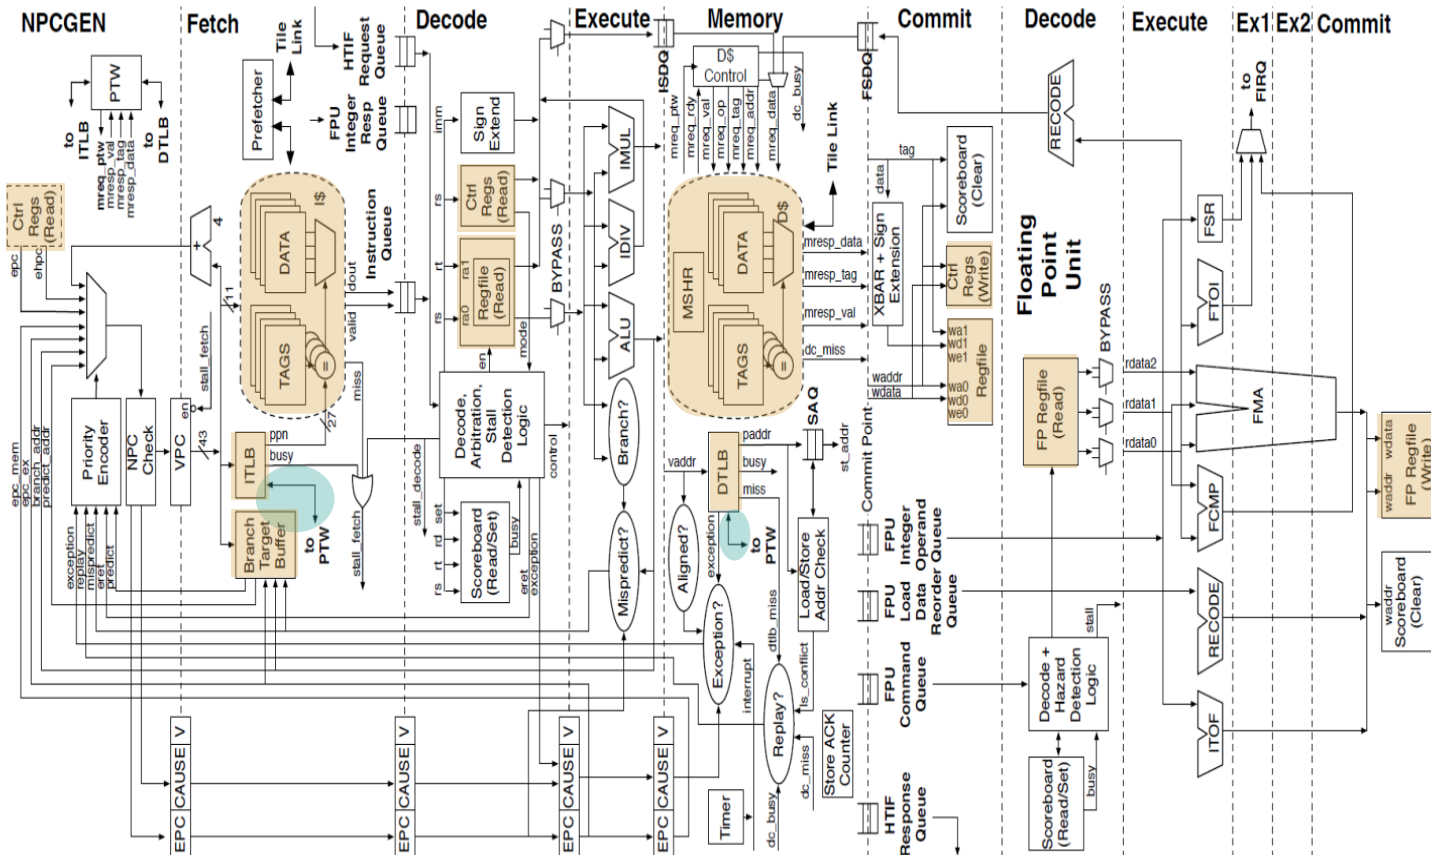 NPCGEN
Fetch
Decode
Execute
Memory
Commit
Decode
Execute
Ex1
Ex2
Commit
PTW
to
ITLB
mreq_ptw
mresp_val
mresp_tag
mresp_data
to
DTLB
Ctrl
Regs
(Read)
epc
ehpc
epc_mem
epc_ex
branch_addr
predict_addr
Priority
Encoder
NPC
Check
VPC
en
43
exception
replay
mispredict
eret
predict
Prefetcher
Tile
Link
4
+
11
stall_fetch
I$
DATA
TAGS
=
dout
valid
miss
27
ITLB
ppn
busy
Branch
Target
Buffer
to
PTW
stall_fetch
HTIF
Request
Queue
FPU
Integer
Resp
Queue
Instruction
Queue
imm
Sign
Extend
rs
Ctrl
Regs
(Read)
rt
rs
ra1
ra0
Regfile
(Read)
en
mode
Decode,
Arbitration,
Stall
Detection
Logic
control
stall_decode
set
rd
rt
rs
Scoreboard
(Read/Set)
busy
eret
exception
BYPASS
IMUL
IDIV
ALU
Branch?
Mispredict?
ISDQ
D$
Control
dc_busy
mreq_ptw
mreq_rdy
mreq_val
mreq_op
mreq_tag
mreq_addr
mreq_data
Tile Link
MSHR
D$
DATA
TAGS
=
mresp_data
mresp_tag
mresp_val
dc_miss
vaddr
DTLB
paddr
busy
miss
exception
to
PTW
SAQ
st_addr
Aligned?
Load/Store
Addr Check
Exception?
dtlb_miss
ls_conflict
interrupt
Replay?
Timer
dc_busy
dc_miss
Store ACK
Counter
FSDQ
tag
data
XBAR + Sign
Extension
Scoreboard
(Clear)
Ctrl
Regs
(Write)
wa1
wd1
we1
wa0
wd0
we0
Regfile
waddr
wdata
Commit Point
FPU
Integer
Operand
Queue
FPU
Load
Data
Reorder
Queue
FPU
Command
Queue
HTIF
Response
Queue
Floating
Point
Unit
RECODE
FP Regfile
(Read)
BYPASS
rdata2
rdata1
rdata0
Decode +
Hazard
Detection
Logic
stall
Scoreboard
(Read/Set)
busy
to
FIRQ
FSR
FTOI
FMA
FCMP
RECODE
ITOF
wdata
waddr
FP Regfile
(Write)
waddr
Scoreboard
(Clear)
EPC CAUSE V
EPC CAUSE V
EPC CAUSE V
EPC CAUSE V